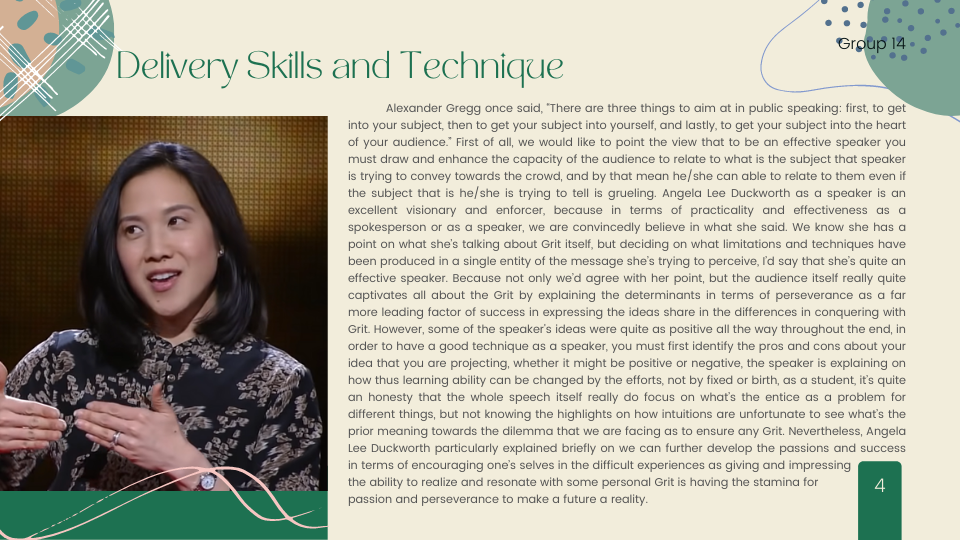 Group 14
Delivery Skills and Technique
Alexander Gregg once said, "There are three things to aim at in public speaking: first, to get
into your subject, then to get your subject into yourself, and lastly, to get your subject into the heart
of your audience." First of all, we would like to point the view that to be an effective speaker you
must draw and enhance the capacity of the audience to relate to what is the subject that speaker
is trying to convey towards the crowd, and by that mean he/she can able to relate to them even if
the subject that is he/she is trying to tell is grueling. Angela Lee Duckworth as a speaker is an
excellent visionary and enforcer, because in terms of practicality and effectiveness as a
spokesperson or as a speaker, we are convincedly believe in what she said. We know she has a
point on what she's talking about Grit itself, but deciding on what limitations and techniques have
been produced in a single entity of the message she's trying to perceive, I'd say that she's quite an
effective speaker. Because not only we'd agree with her point, but the audience itself really quite
captivates all about the Grit by explaining the determinants in terms of perseverance as a far
more leading factor of success in expressing the ideas share in the differences in conquering with
Grit. However, some of the speaker's ideas were quite as positive all the way throughout the end, in
order to have a good technique as a speaker, you must first identify the pros and cons about your
idea that you are projecting, whether it might be positive or negative, the speaker is explaining on
how thus learning ability can be changed by the efforts, not by fixed or birth, as a student, it's quite
an honesty that the whole speech itself really do focus on what's the entice as a problem for
different things, but not knowing the highlights on how intuitions are unfortunate to see what's the
prior meaning towards the dilemma that we are facing as to ensure any Grit. Nevertheless, Angela
Lee Duckworth particularly explained briefly on we can further develop the passions and success
in terms of encouraging one's selves in the difficult experiences as giving and impressing
the ability to realize and resonate with some personal Grit is having the stamina for
passion and perseverance to make a future a reality.
4